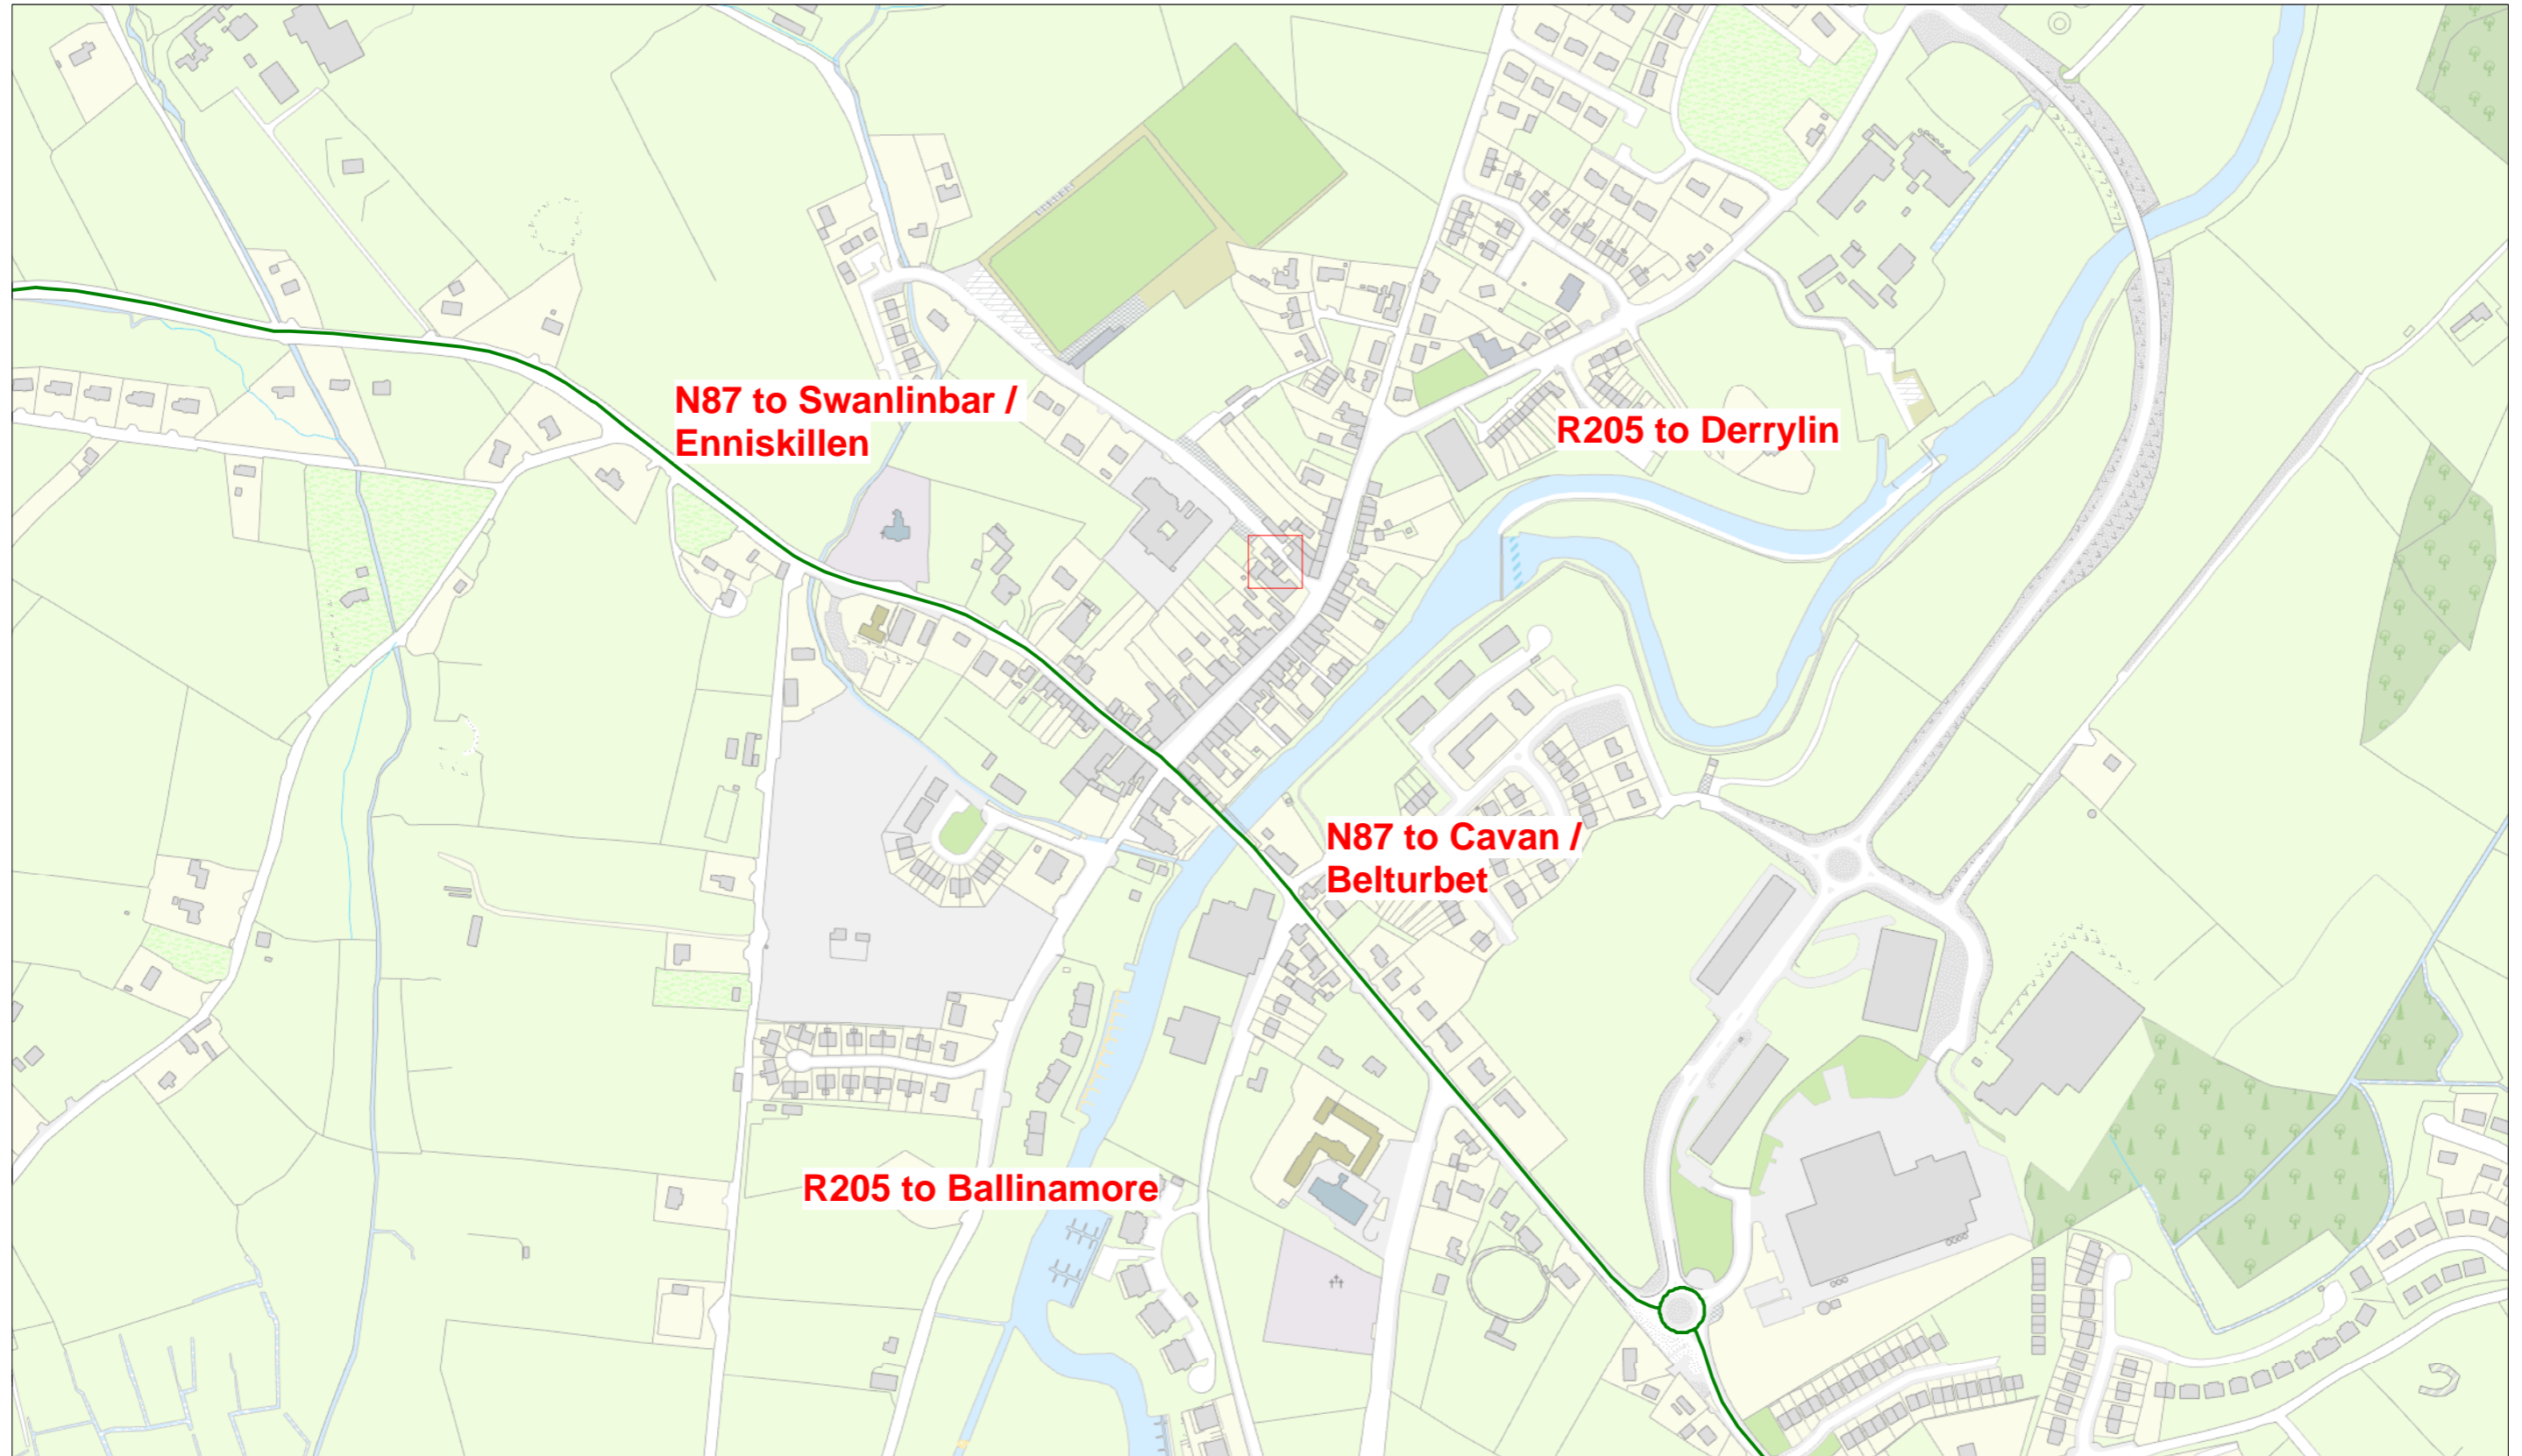 N87 to Swanlinbar /
Enniskillen
R205 to Derrylin
N87 to Cavan /
Belturbet
R205 to Ballinamore